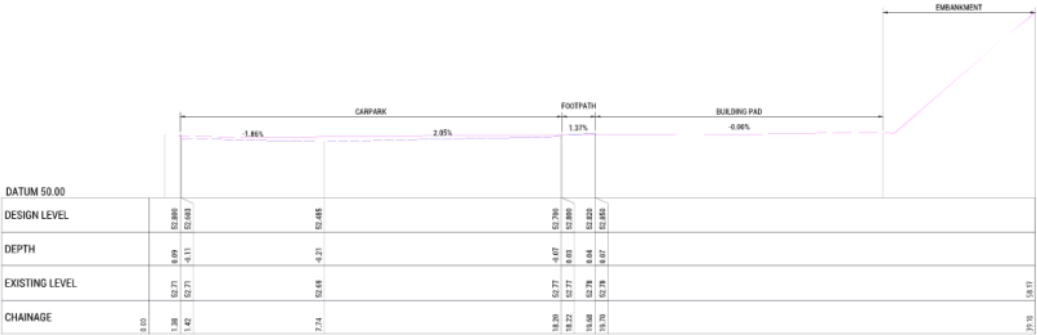 EMBANKMENT
CARPARK FOOTPATH BUILDING PAD
-1.86% 2.05% 1.37% -0.06%
DATUM 50.00
DESIGN LEVEL 52.800 52.603 52.485 52.700 52.800 52.820 52.850
DEPTH 0.09 -0.11 -0.21 -0.07 0.03 0.04 0.07
EXISTING LEVEL 52.71 52.71 52.69 52.77 52.77 52.78 52.78 58.17
CHAINAGE 0.00 1.38 1.42 7.74 18.20 18.22 19.68 19.70 39.10